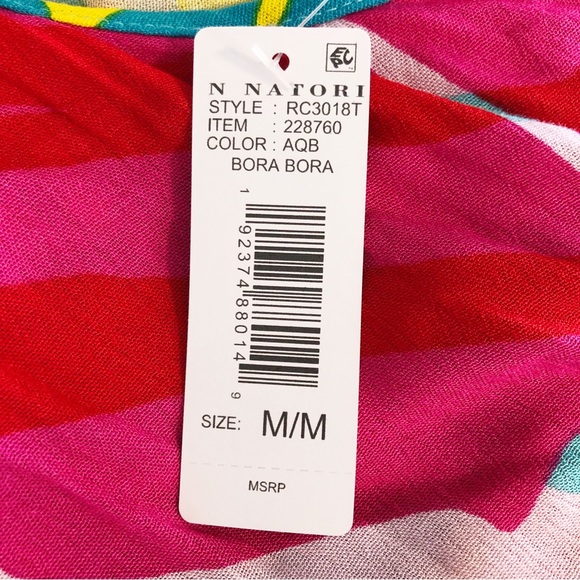 N NATORI
STYLE : RC3018T
ITEM : 228760
COLOR : AQB
BORA BORA
1 92374 88014 9
SIZE: M/M
MSRP